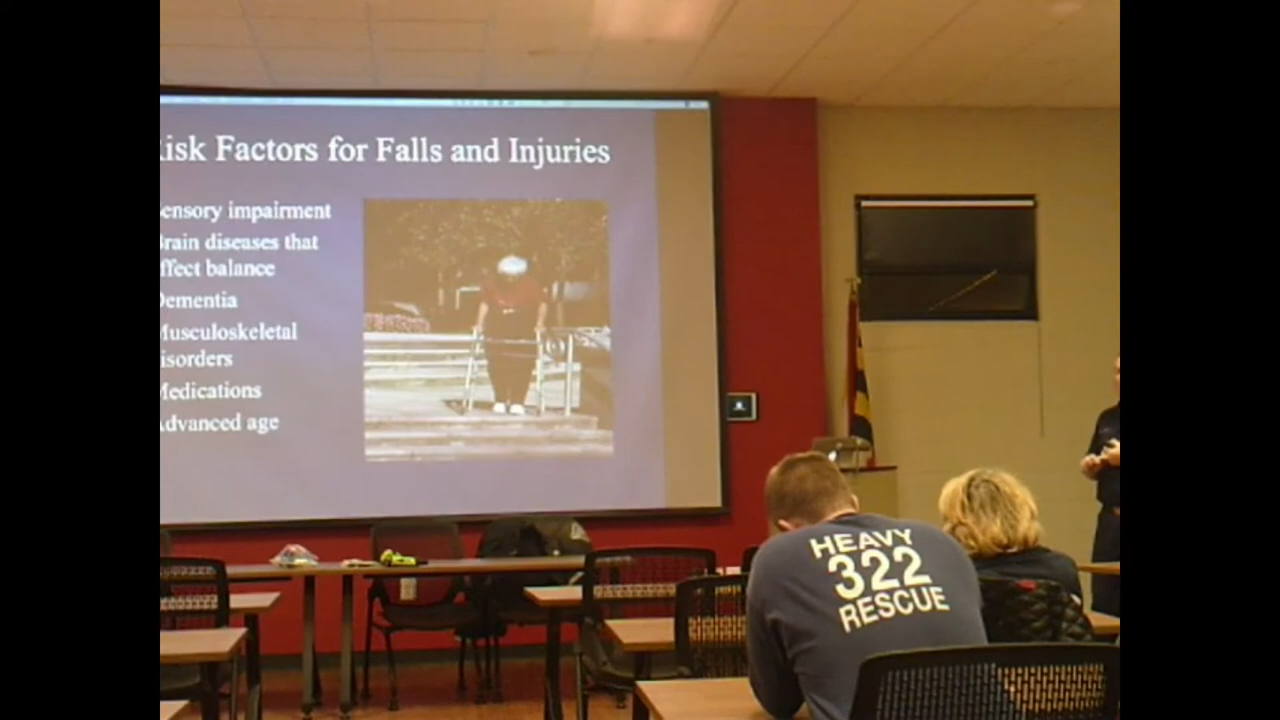 isk Factors for Falls and Injuries
ensory impairment
Brain diseases that
ffect balance
Dementia
Musculoskeletal
isorders
Medications
Advanced age
HEAVY
322
RESCUE